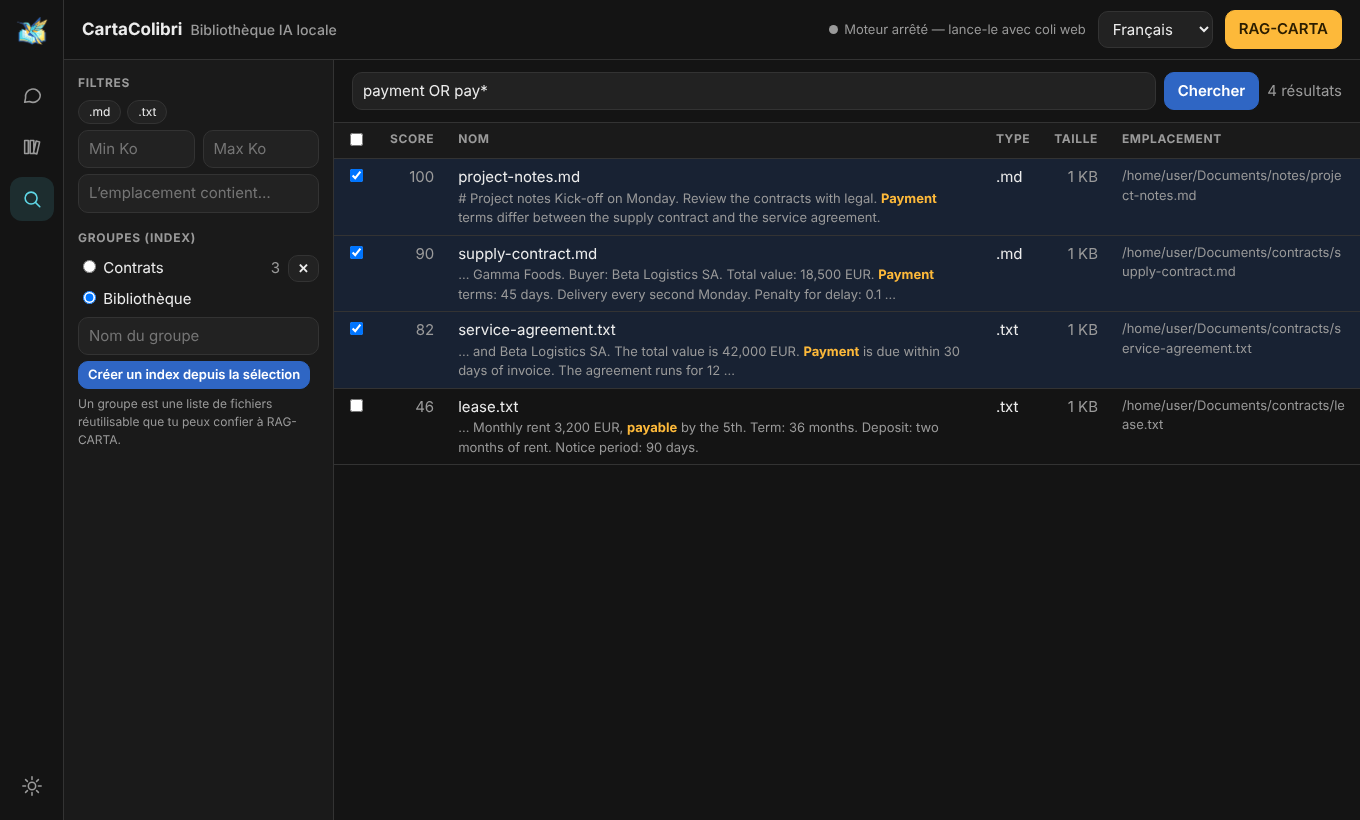 CartaColibri Bibliothèque IA locale
Moteur arrêté — lance-le avec coli web
Français
RAG-CARTA
FILTRES
.md .txt
Min Ko Max Ko
L'emplacement contient…
GROUPES (INDEX)
Contrats 3 ×
Bibliothèque
Nom du groupe
Créer un index depuis la sélection
Un groupe est une liste de fichiers
réutilisable que tu peux confier à RAG-
CARTA.
payment OR pay*
Chercher
4 résultats
SCORE NOM TYPE TAILLE EMPLACEMENT
100 project-notes.md .md 1 KB /home/user/Documents/notes/proje
ct-notes.md
# Project notes Kick-off on Monday. Review the contracts with legal. Payment
terms differ between the supply contract and the service agreement.
90 supply-contract.md .md 1 KB /home/user/Documents/contracts/s
upply-contract.md
… Gamma Foods. Buyer: Beta Logistics SA. Total value: 18,500 EUR. Payment
terms: 45 days. Delivery every second Monday. Penalty for delay: 0.1 …
82 service-agreement.txt .txt 1 KB /home/user/Documents/contracts/s
ervice-agreement.txt
… and Beta Logistics SA. The total value is 42,000 EUR. Payment is due within 30
days of invoice. The agreement runs for 12 …
46 lease.txt .txt 1 KB /home/user/Documents/contracts/le
ase.txt
… Monthly rent 3,200 EUR, payable by the 5th. Term: 36 months. Deposit: two
months of rent. Notice period: 90 days.